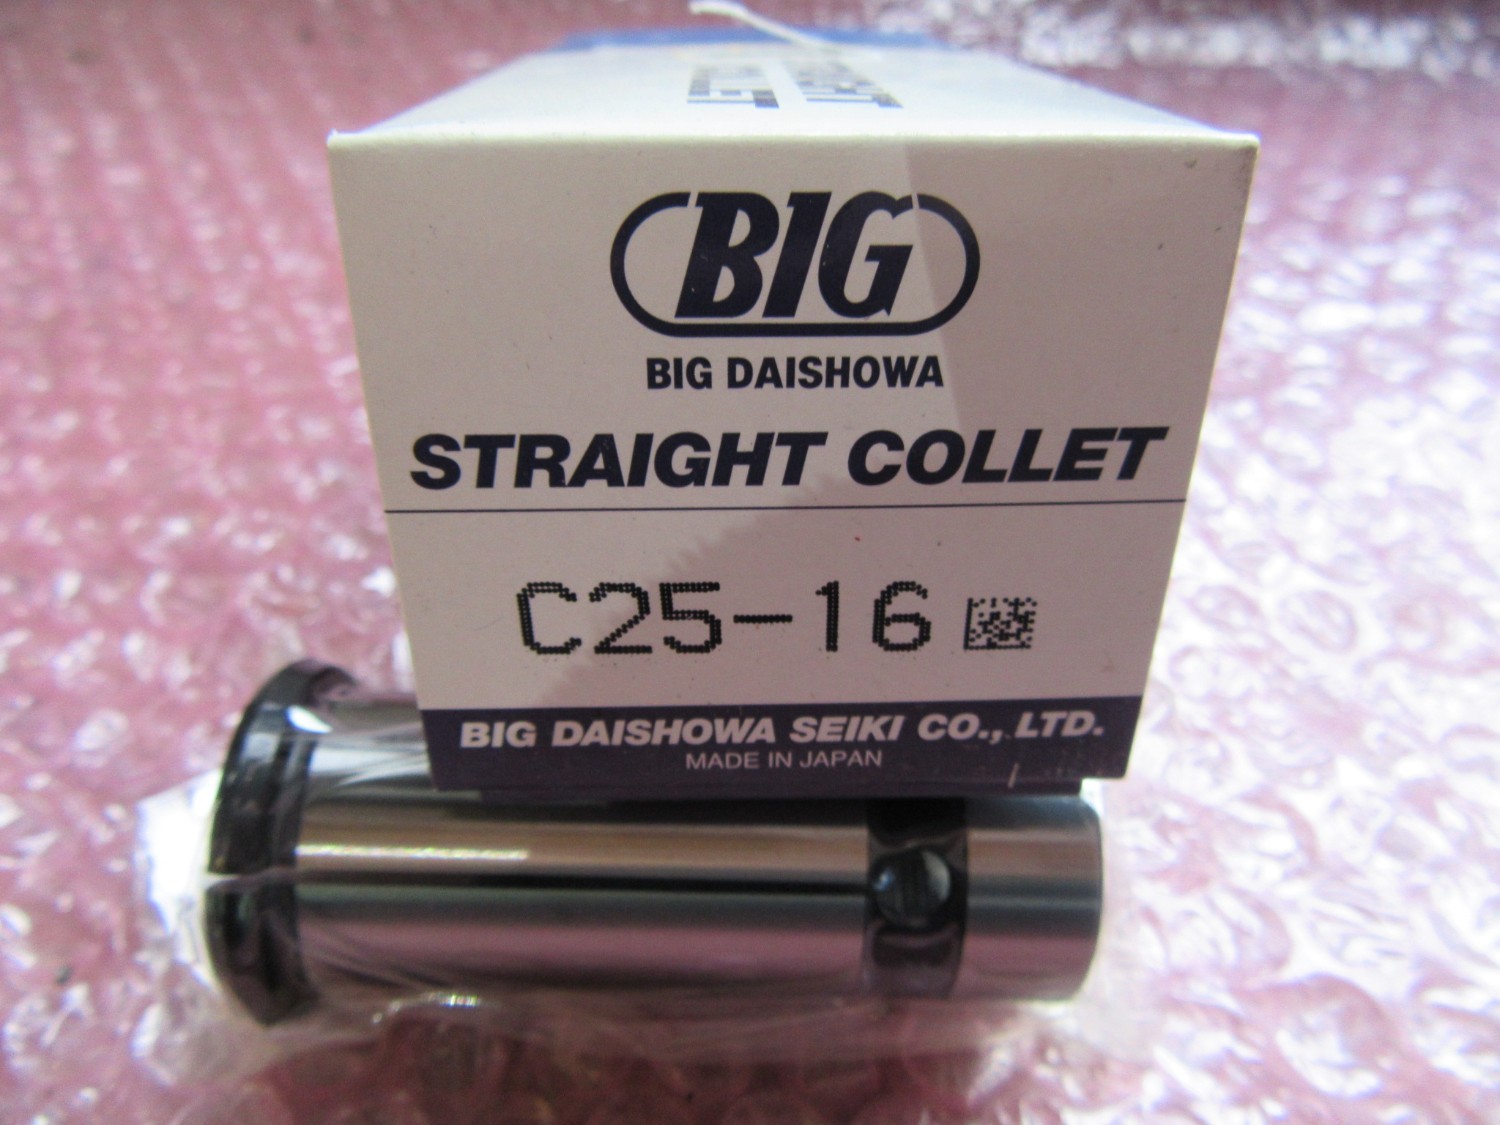 BIG
BIG DAISHOWA
STRAIGHT COLLET
C25-16
BIG DAISHOWA SEIKI CO., LTD.
MADE IN JAPAN